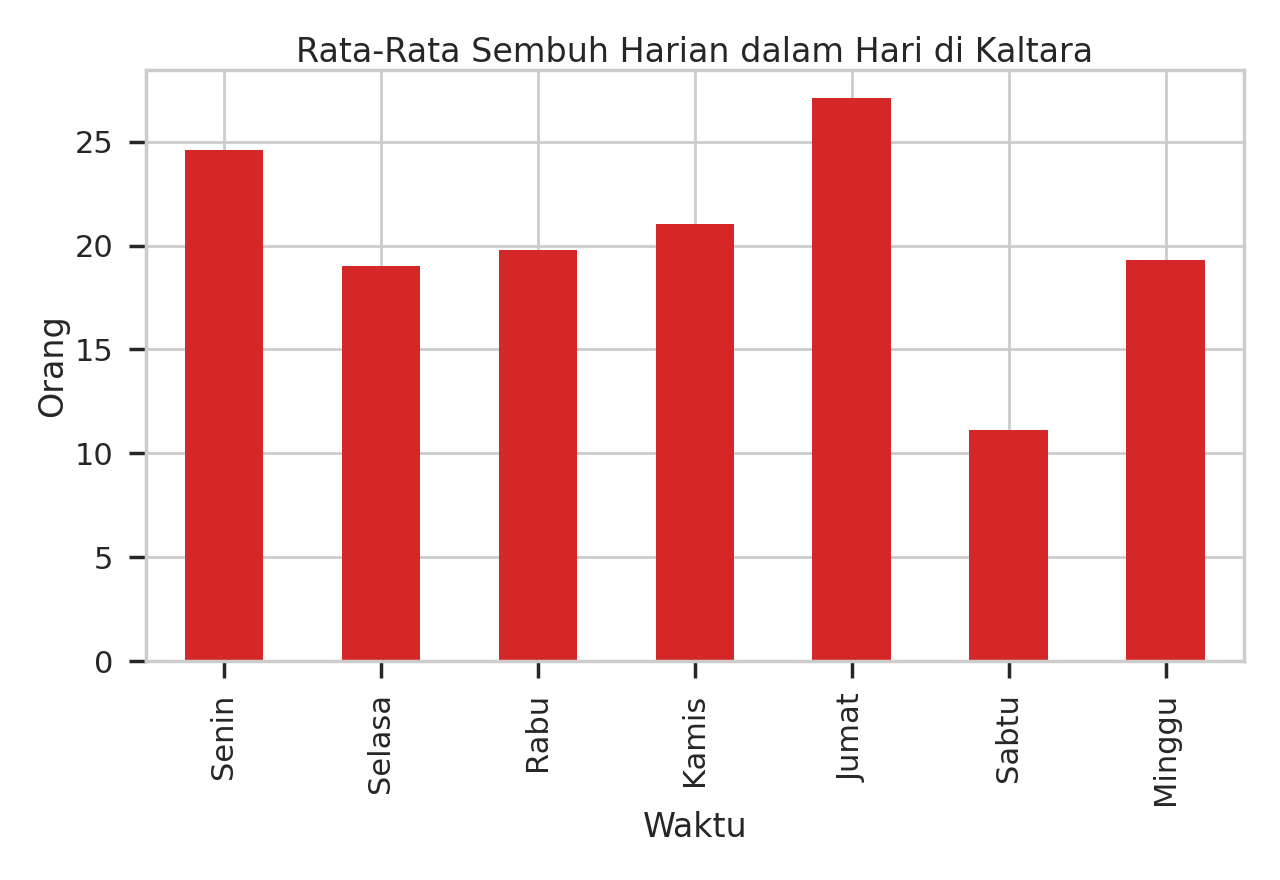 Rata-Rata Sembuh Harian dalam Hari di Kaltara
Orang
25
20
15
10
5
0
Senin
Selasa
Rabu
Kamis
Jumat
Sabtu
Minggu
Waktu